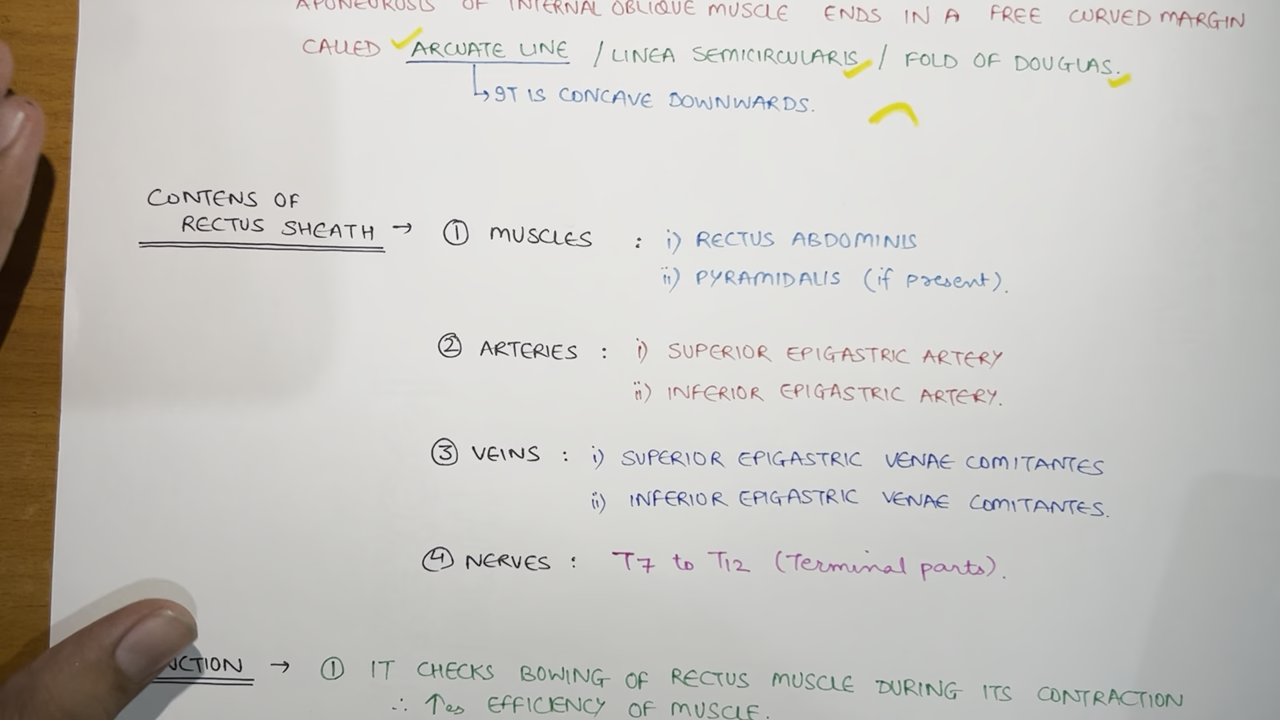 APONEUROSIS OF INTERNAL OBLIQUE MUSCLE ENDS IN A FREE CURVED MARGIN
CALLED ARCUATE LINE / LINEA SEMICIRCULARIS / FOLD OF DOUGLAS.
↳ IT IS CONCAVE DOWNWARDS.
CONTENS OF
RECTUS SHEATH → ① MUSCLES : i) RECTUS ABDOMINIS
ii) PYRAMIDALIS (if present).
② ARTERIES : i) SUPERIOR EPIGASTRIC ARTERY
ii) INFERIOR EPIGASTRIC ARTERY.
③ VEINS : i) SUPERIOR EPIGASTRIC VENAE COMITANTES
ii) INFERIOR EPIGASTRIC VENAE COMITANTES.
④ NERVES : T7 to T12 (Terminal parts).
NCTION → ① IT CHECKS BOWING OF RECTUS MUSCLE DURING ITS CONTRACTION
∴ ↑es EFFICIENCY OF MUSCLE.